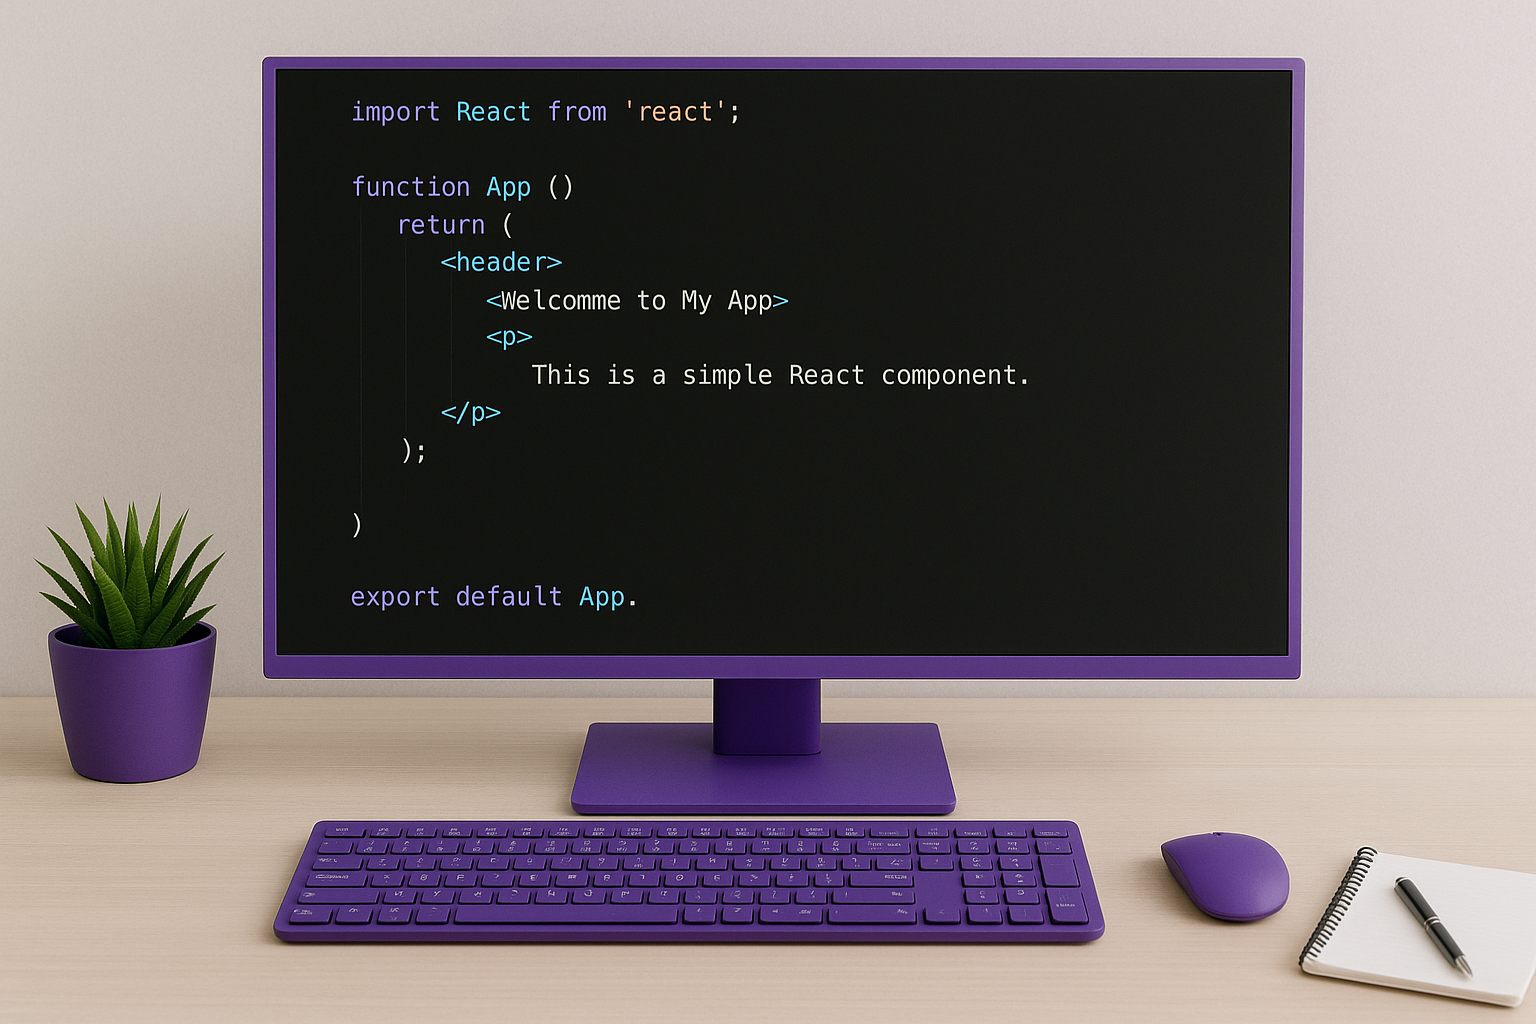 import React from 'react';
function App ()
return (
<header>
<Welcomme to My App>
<p>
This is a simple React component.
</p>
);
)
export default App.